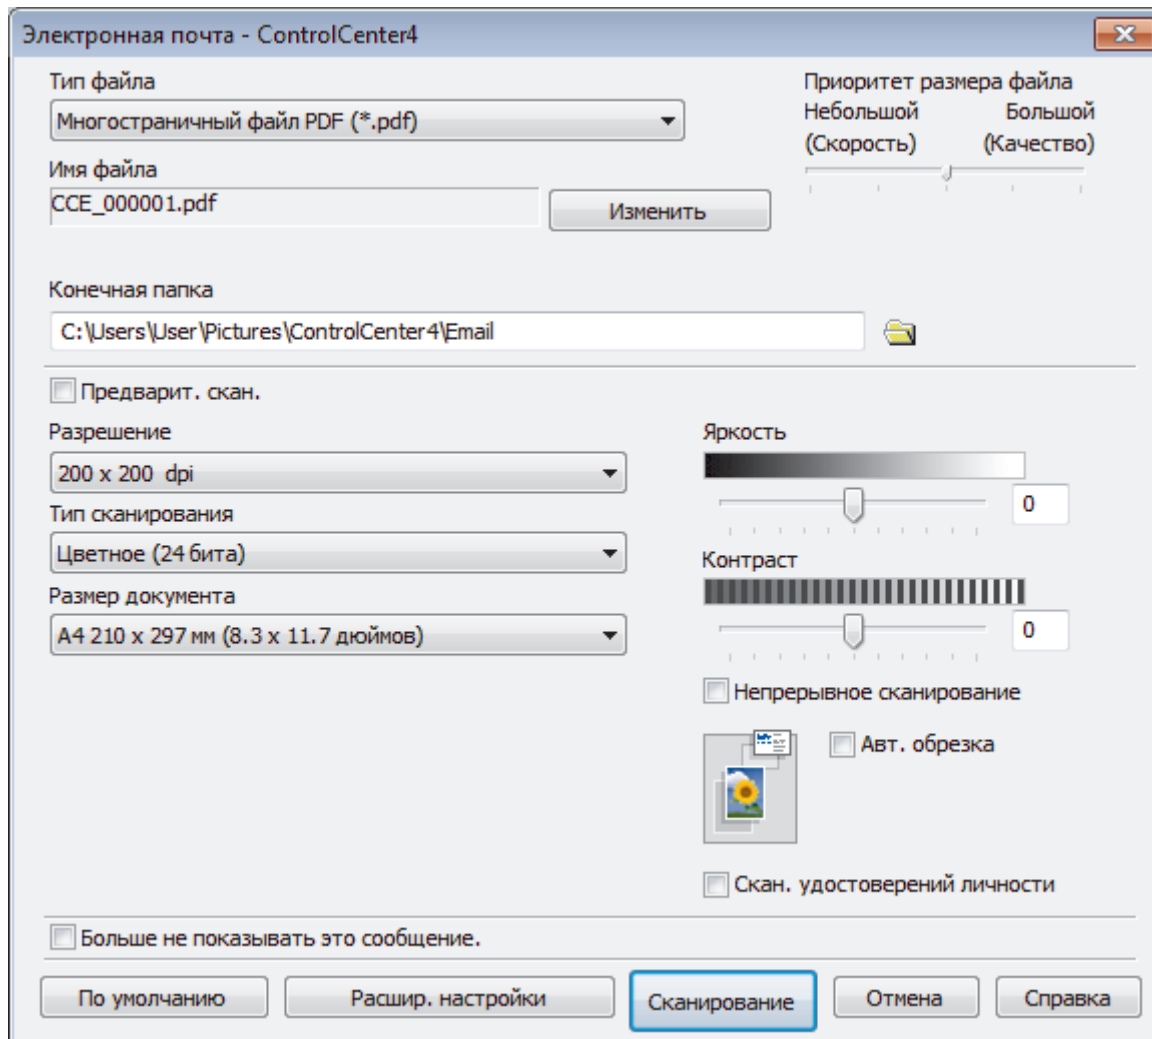 Электронная почта - ControlCenter4
Тип файла
Многостраничный файл PDF (*.pdf)
Приоритет размера файла
Небольшой Большой
(Скорость) (Качество)
Имя файла
CCE_000001.pdf
Изменить
Конечная папка
C:\Users\User\Pictures\ControlCenter4\Email
Предварит. скан.
Разрешение
200 x 200 dpi
Тип сканирования
Цветное (24 бита)
Размер документа
A4 210 x 297 мм (8.3 x 11.7 дюймов)
Яркость
0
Контраст
0
Непрерывное сканирование
Авт. обрезка
Скан. удостоверений личности
Больше не показывать это сообщение.
По умолчанию
Расшир. настройки
Сканирование
Отмена
Справка